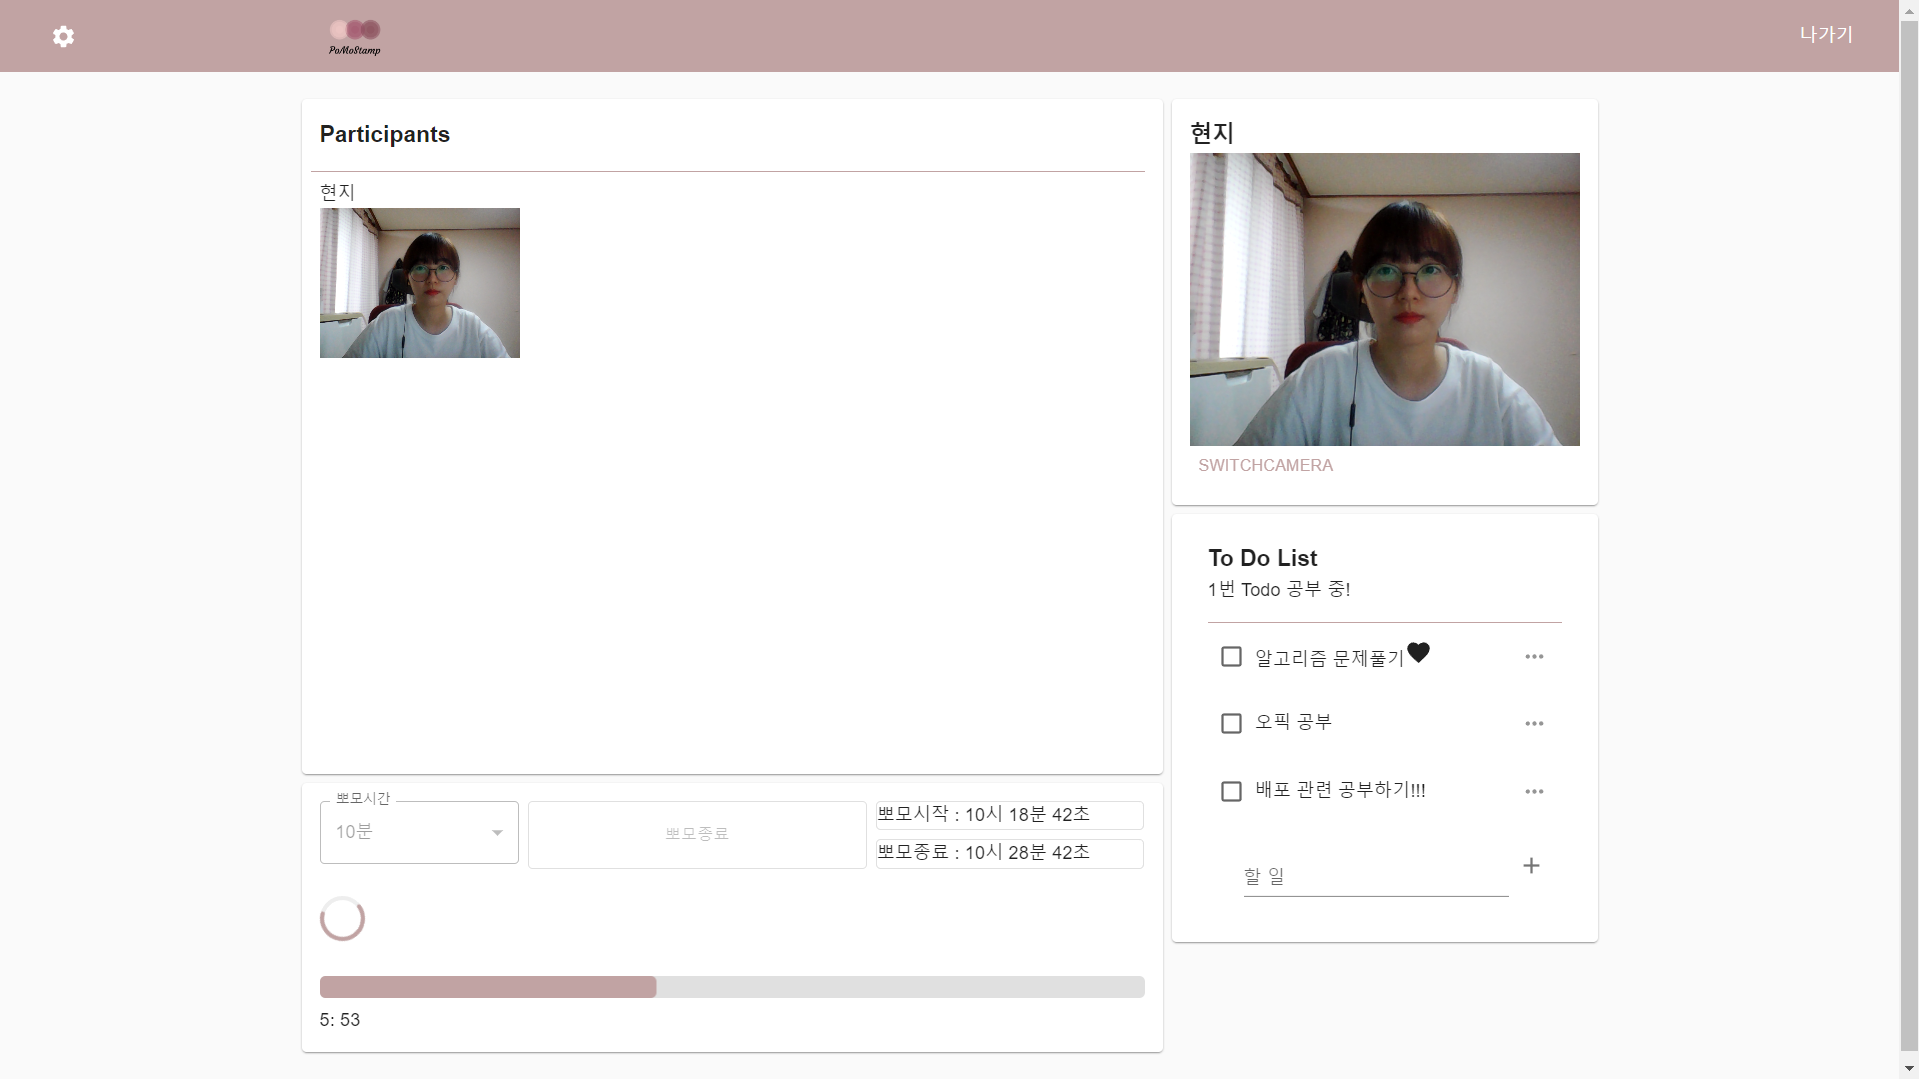 PoMoStamp
나가기
Participants
현지
현지
SWITCHCAMERA
To Do List
1번 Todo 공부 중!
알고리즘 문제풀기
오픽 공부
배포 관련 공부하기!!!
할 일
뽀모시간
10분
뽀모종료
뽀모시작 : 10시 18분 42초
뽀모종료 : 10시 28분 42초
5: 53